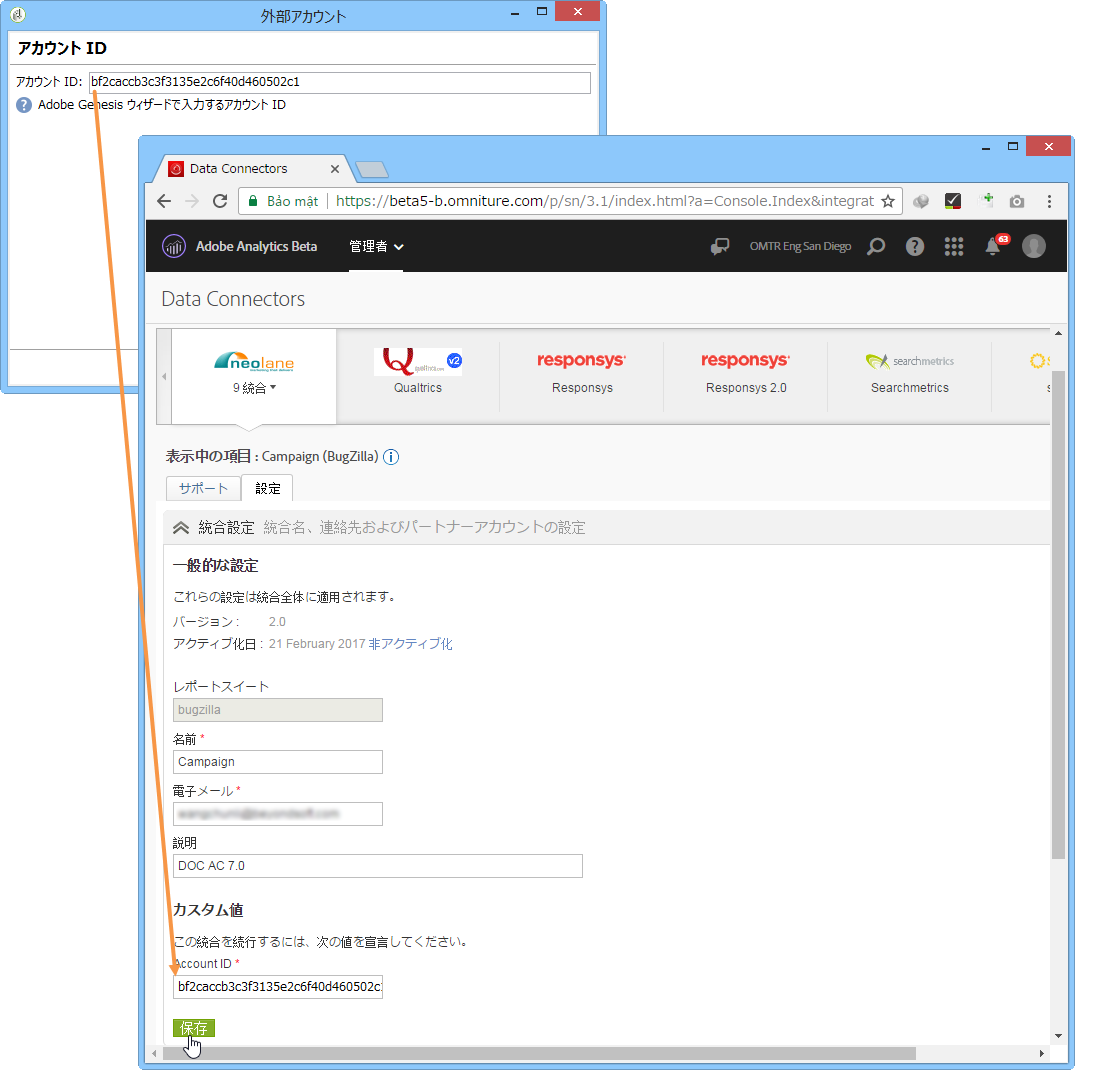 外部アカウント
アカウント ID
アカウント ID: bf2caccb3c3f3135e2c6f40d460502c1
Adobe Genesis ウィザードで入力するアカウント ID
Data Connectors
Bảo mật https://beta5-b.omniture.com/p/sn/3.1/index.html?a=Console.Index&integrat
Adobe Analytics Beta 管理者 OMTR Eng San Diego 63
Data Connectors
neolane
9 統合
Qualtrics v2
Qualtrics
responsys
Responsys
responsys
Responsys 2.0
searchmetrics
Searchmetrics
表示中の項目 : Campaign (BugZilla)
サポート 設定
統合設定 統合名、連絡先およびパートナーアカウントの設定
一般的な設定
これらの設定は統合全体に適用されます。
バージョン : 2.0
アクティブ化日 : 21 February 2017 非アクティブ化
レポートスイート
bugzilla
名前 *
Campaign
電子メール *
説明
DOC AC 7.0
カスタム値
この統合を続行するには、次の値を宣言してください。
Account ID *
bf2caccb3c3f3135e2c6f40d460502c
保存